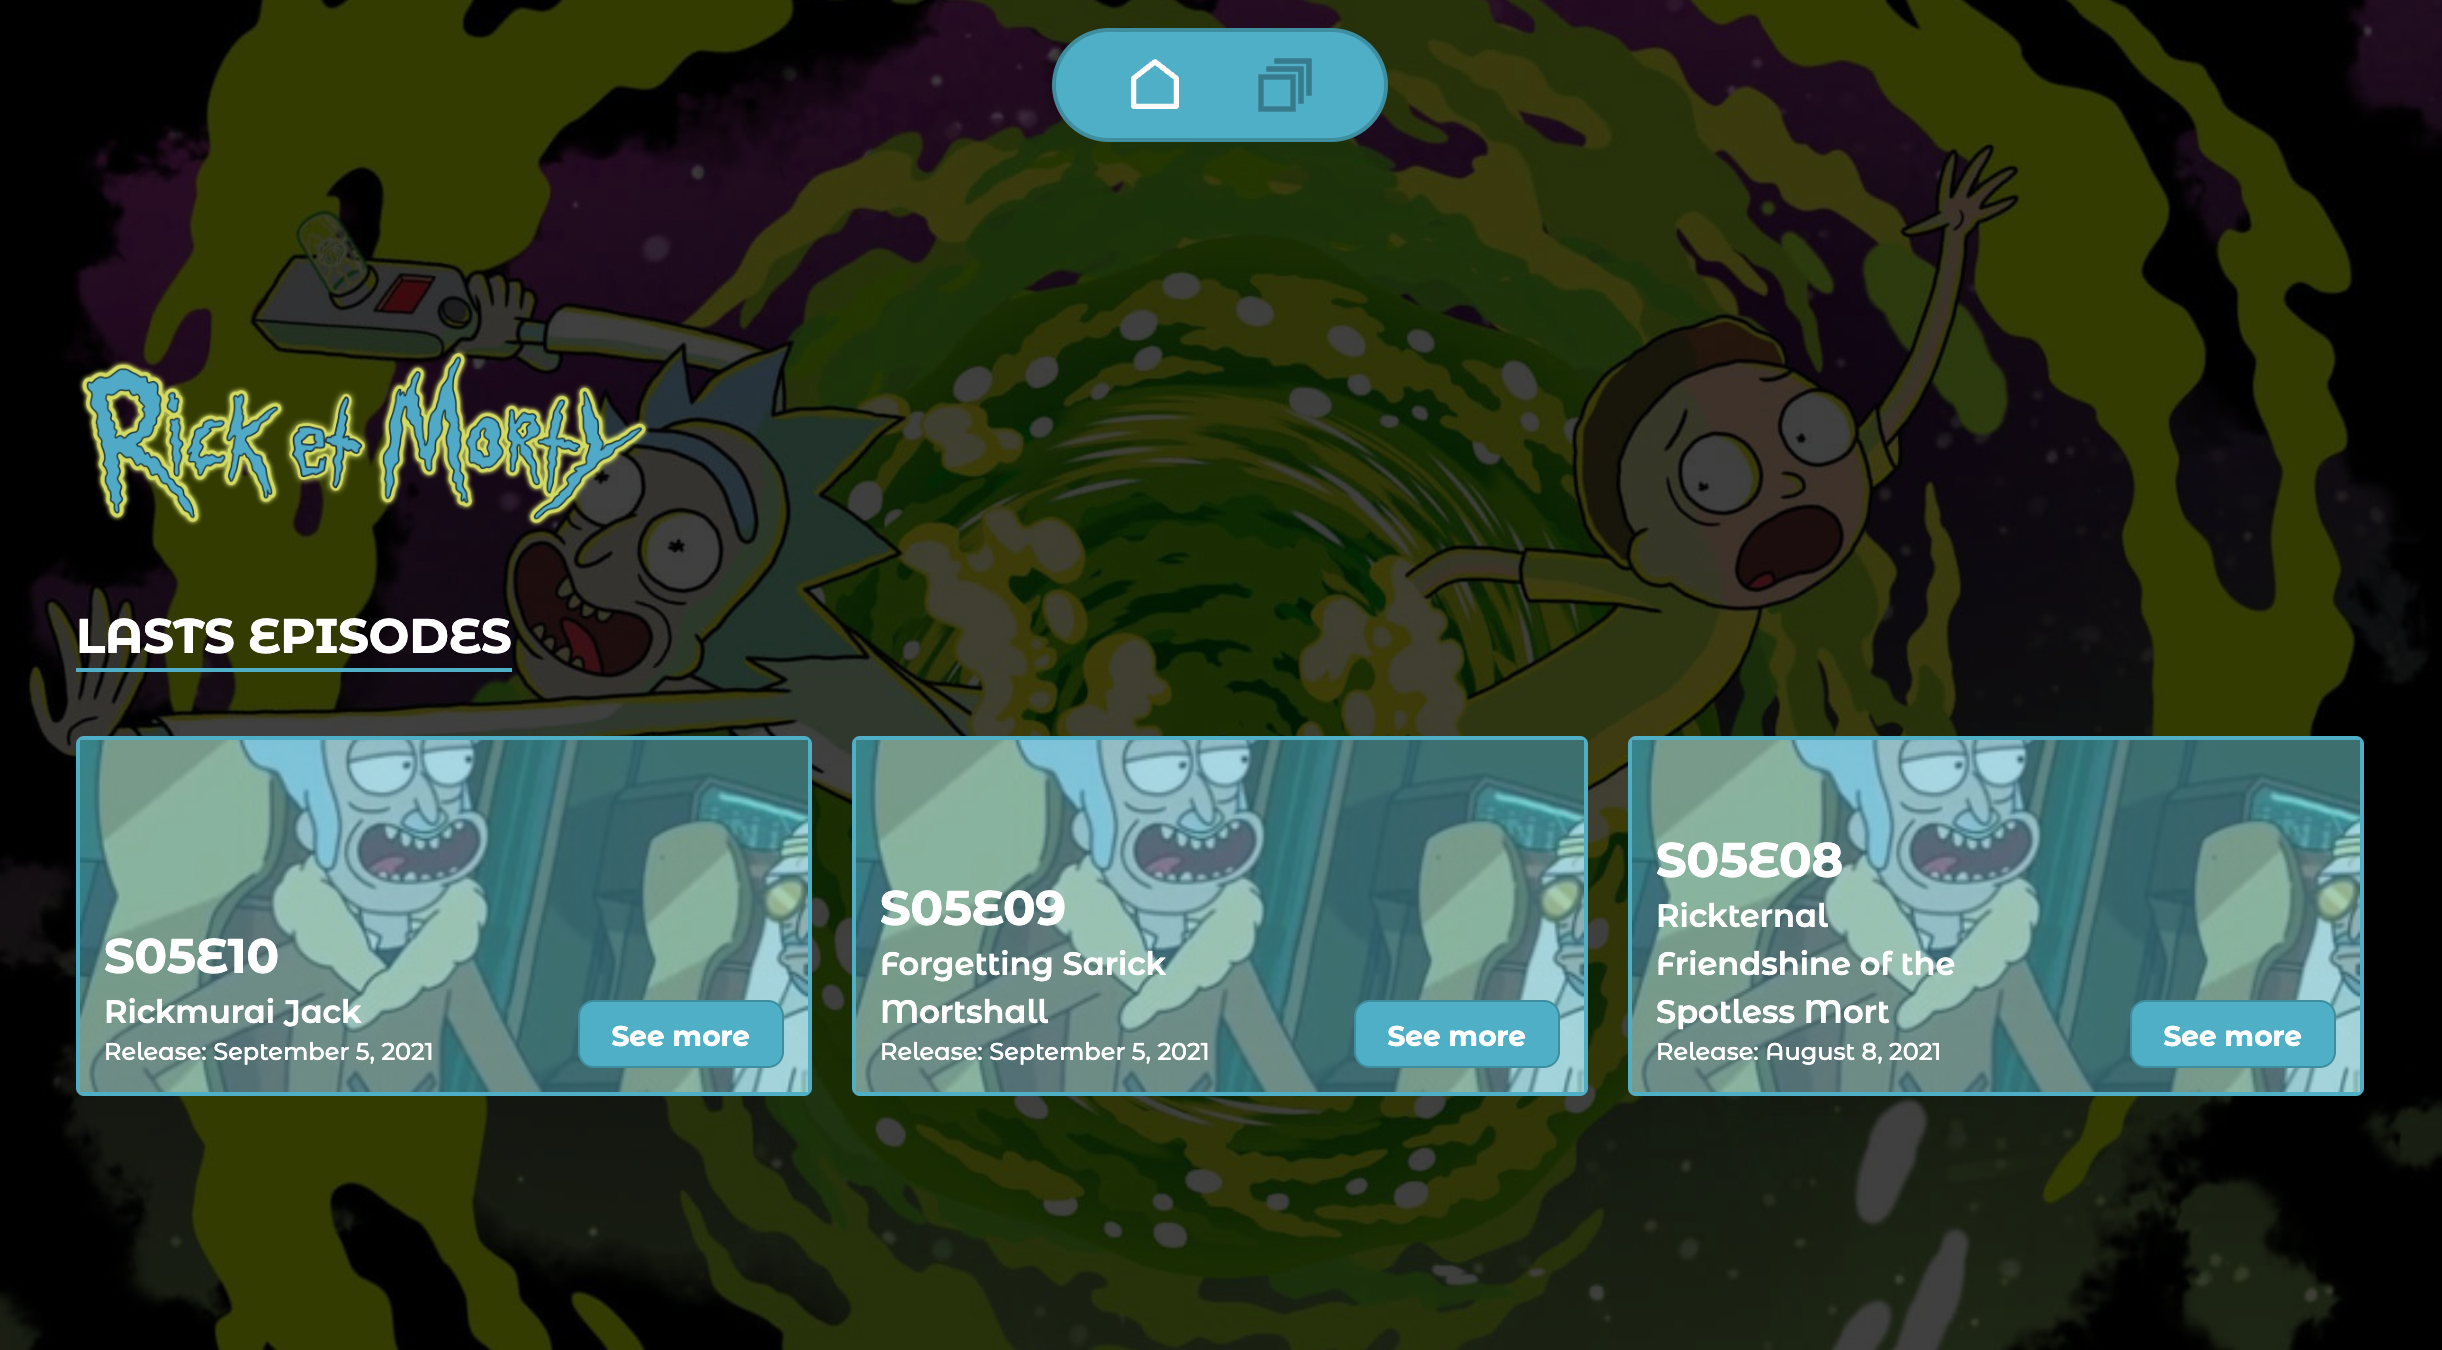 Rick et Morty
LASTS EPISODES
S05E10
Rickmurai Jack
Release: September 5, 2021
See more
S05E09
Forgetting Sarick
Mortshall
Release: September 5, 2021
See more
S05E08
Rickternal
Friendshine of the
Spotless Mort
Release: August 8, 2021
See more